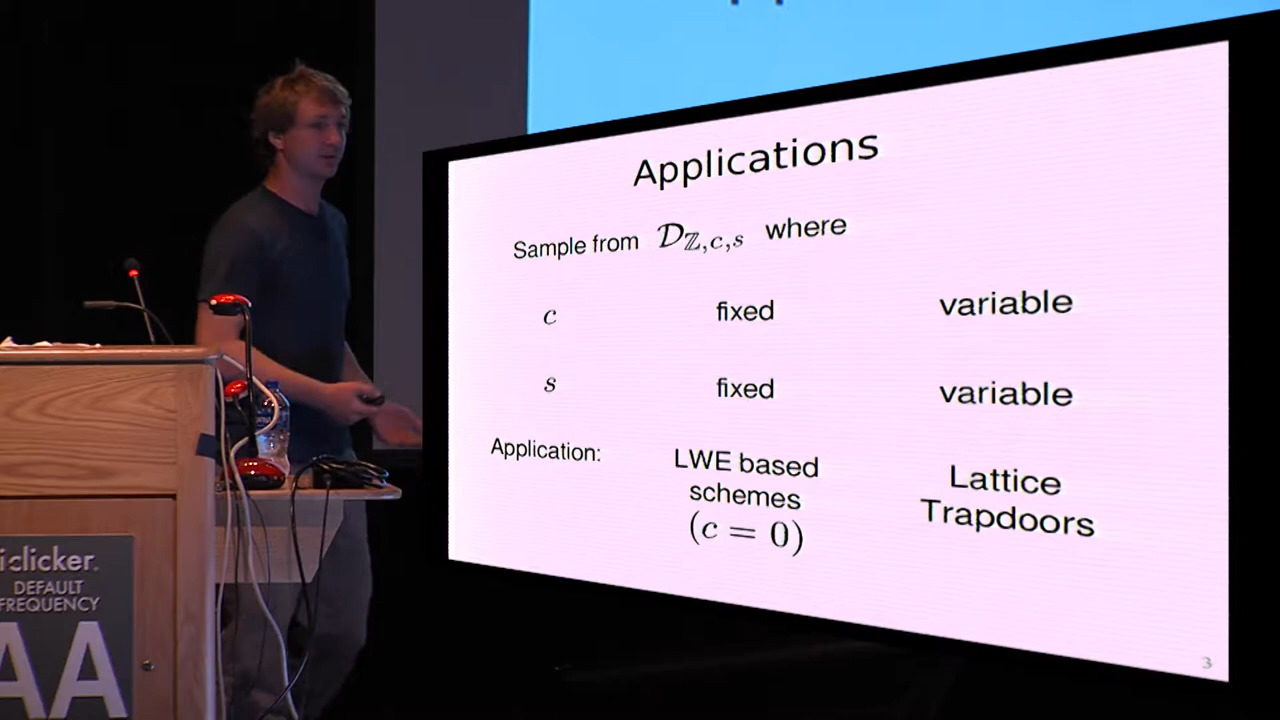 Applications
Sample from 𝒟_{ℤ,c,s} where
c fixed variable
s fixed variable
Application: LWE based schemes (c = 0) Lattice Trapdoors
3
iclicker.
DEFAULT
FREQUENCY
AA